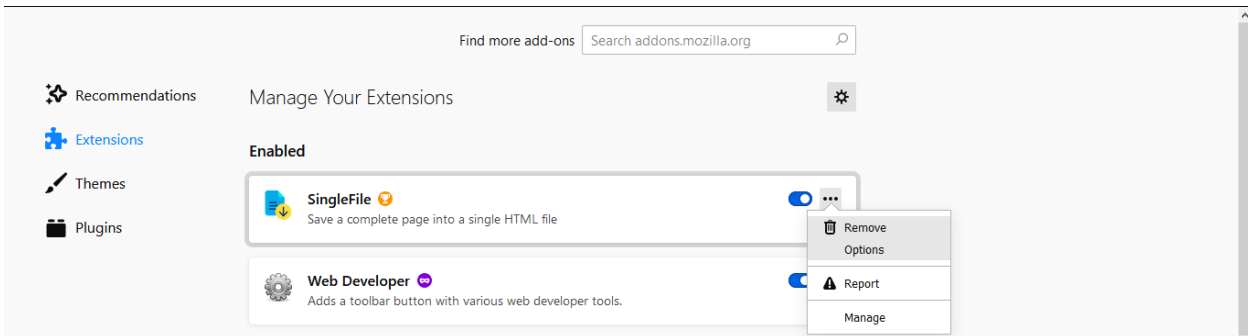 Find more add-ons Search addons.mozilla.org
Recommendations
Extensions
Themes
Plugins
Manage Your Extensions
Enabled
SingleFile
Save a complete page into a single HTML file
Web Developer
Adds a toolbar button with various web developer tools.
Remove
Options
Report
Manage